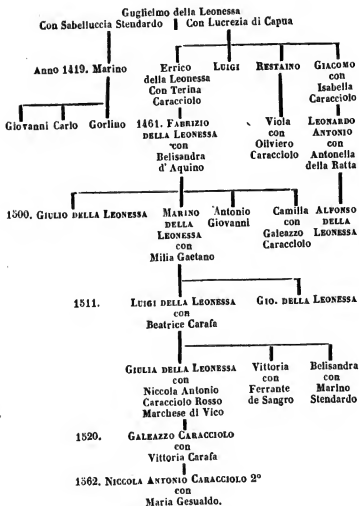 Guglielmo della Leonessa
Con Sabelluccia Stendardo Con Lucrezia di Capua
Anno 1419. Marino Errico LUIGI RESTAINO GIACOMO
della Leonessa con
Con Terina Isabella
Caracciolo Caracciolo
Giovanni Carlo Gorlino 1461. FABRIZIO Viola LEONARDO
DELLA LEONESSA con ANTONIO
con Oliviero con
Belisandra Caracciolo Antonella
d'Aquino della Ratta
1500. GIULIO DELLA LEONESSA MARINO Antonio Camilla ALFONSO
DELLA Giovanni con DELLA
LEONESSA Galeazzo LEONESSA
con Caracciolo
Milia Gaetano
1511. LUIGI DELLA LEONESSA GIO. DELLA LEONESSA
con
Beatrice Carafa
GIULIA DELLA LEONESSA Vittoria Belisandra
con con con
Niccola Antonio Ferrante Marino
Caracciolo Rosso de Sangro Stendardo
Marchese di Vico
1520. GALEAZZO CARACCIOLO
con
Vittoria Carafa
1562. NICCOLA ANTONIO CARACCIOLO 2°
con
Maria Gesualdo.